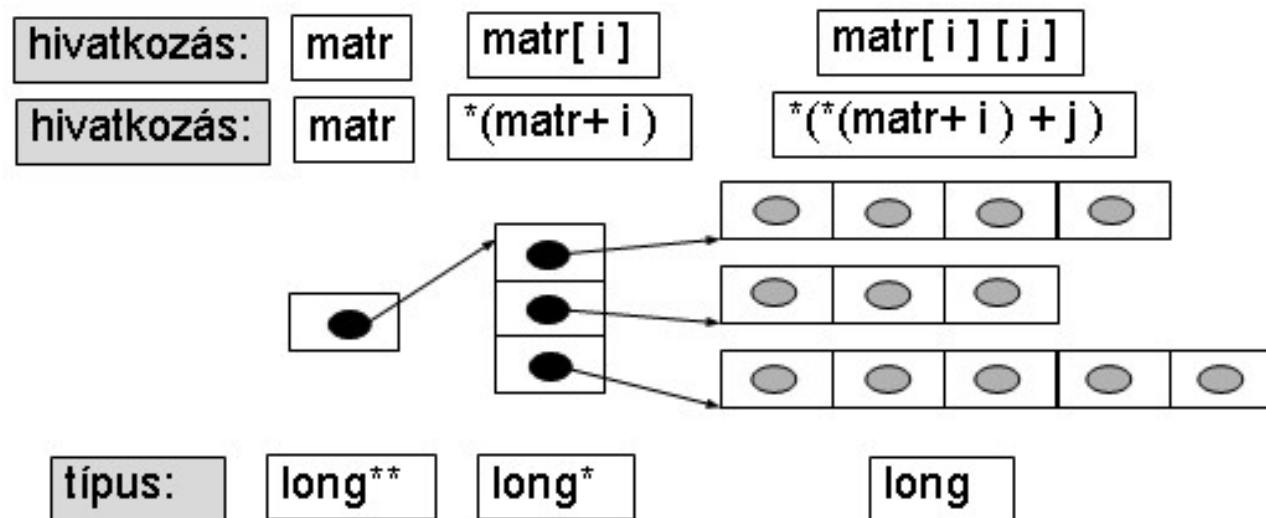 hivatkozás: matr matr[ i ] matr[ i ] [ j ]
hivatkozás: matr *(matr+ i ) *(*(matr+ i ) + j )
típus: long** long* long